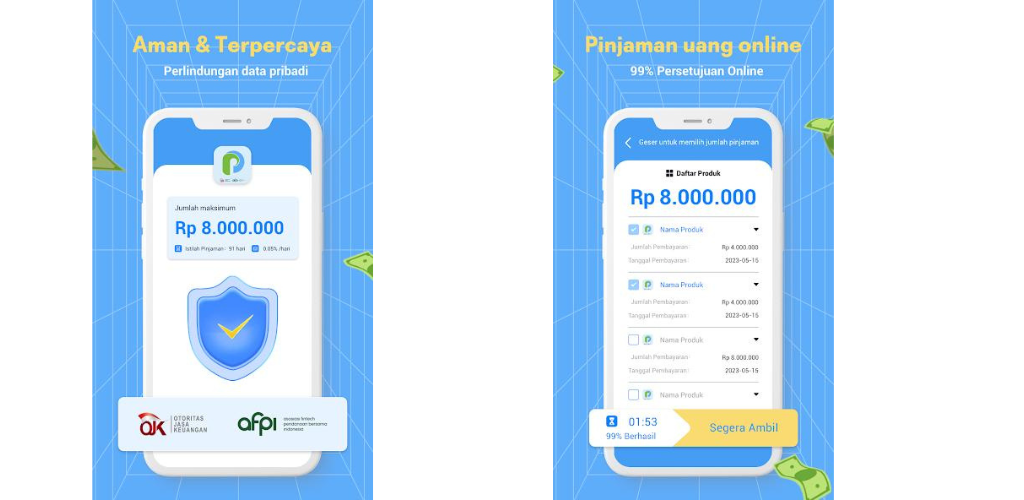 Aman & Terpercaya
Perlindungan data pribadi
Jumlah maksimum
Rp 8.000.000
Istilah Pinjaman: 91 hari
0.05% /hari
OJK OTORITAS
JASA
KEUANGAN
afpi asosiasi fintech
pendanaan bersama
indonesia
Pinjaman uang online
99% Persetujuan Online
Geser untuk memilih jumlah pinjaman
Daftar Produk
Rp 8.000.000
Nama Produk
Jumlah Pembayaran: Rp 4.000.000
Tanggal Pembayaran: 2023-05-15
Nama Produk
Jumlah Pembayaran: Rp 4.000.000
Tanggal Pembayaran: 2023-05-15
Nama Produk
Jumlah Pembayaran: Rp 8.000.000
Tanggal Pembayaran: 2023-05-15
Nama Produk
01:53
99% Berhasil
Segera Ambil